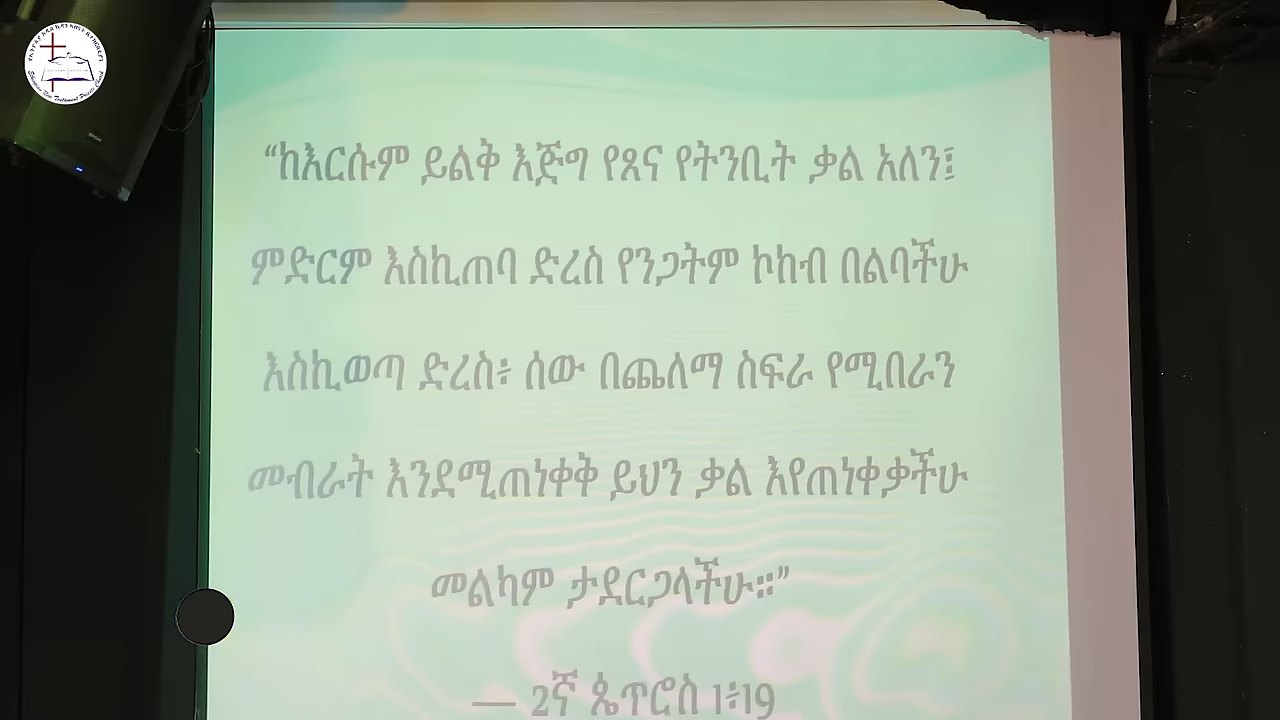 “ከእርሱም ይልቅ እጅግ የጸና የትንቢት ቃል አለን፤
ምድርም እስኪጠባ ድረስ የንጋትም ኮከብ በልባችሁ
እስኪወጣ ድረስ፥ ሰው በጨለማ ስፍራ የሚበራን
መብራት እንደሚጠነቀቅ ይህን ቃል እየጠነቀቃችሁ
መልካም ታደርጋላችሁ።”
— 2ኛ ጴጥሮስ 1፥19